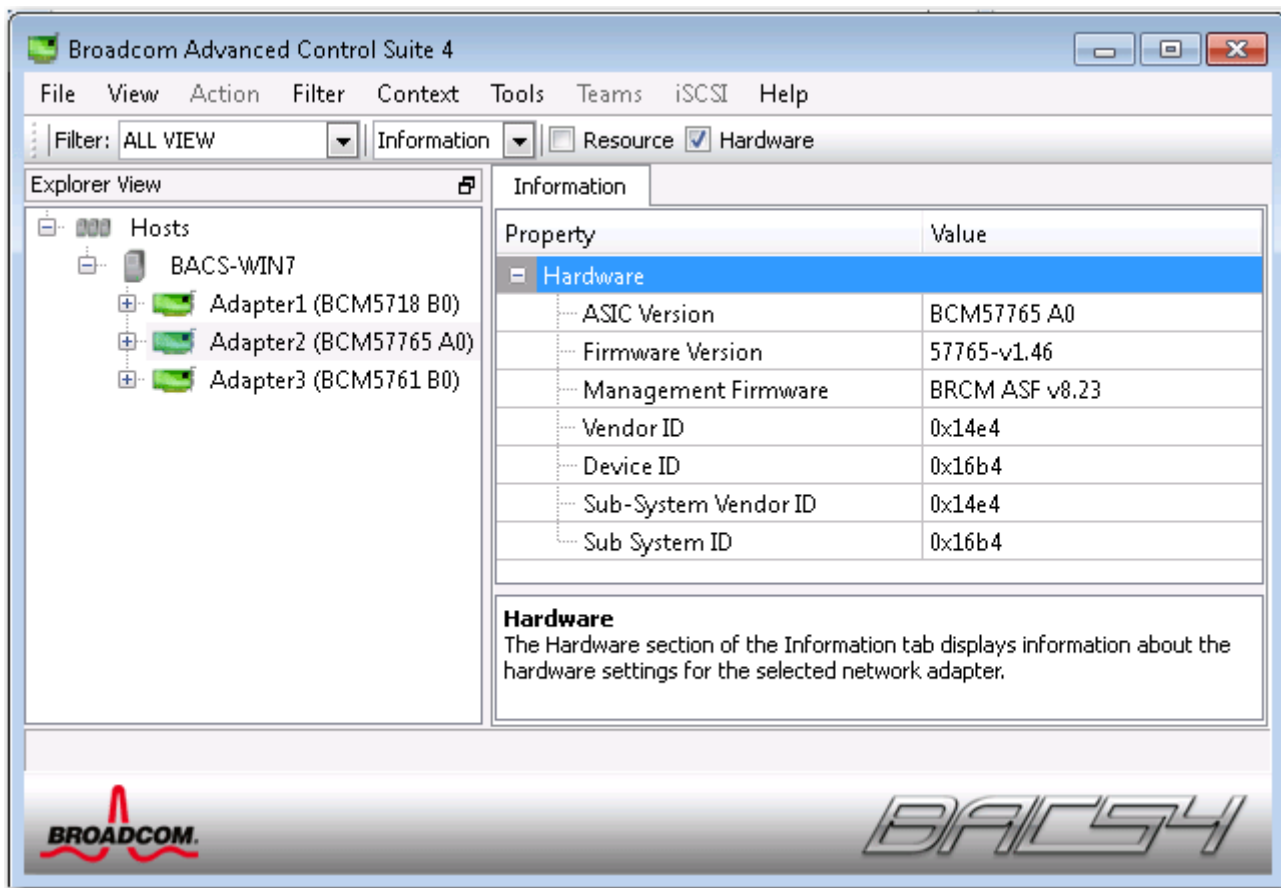 Broadcom Advanced Control Suite 4
File View Action Filter Context Tools Teams iSCSI Help
Filter: ALL VIEW Information Resource Hardware
Explorer View
Information
Hosts
BACS-WIN7
Adapter1 (BCM5718 B0)
Adapter2 (BCM57765 A0)
Adapter3 (BCM5761 B0)
Property Value
Hardware
ASIC Version BCM57765 A0
Firmware Version 57765-v1.46
Management Firmware BRCM ASF v8.23
Vendor ID 0x14e4
Device ID 0x16b4
Sub-System Vendor ID 0x14e4
Sub System ID 0x16b4
Hardware
The Hardware section of the Information tab displays information about the
hardware settings for the selected network adapter.
BROADCOM.
BACS4